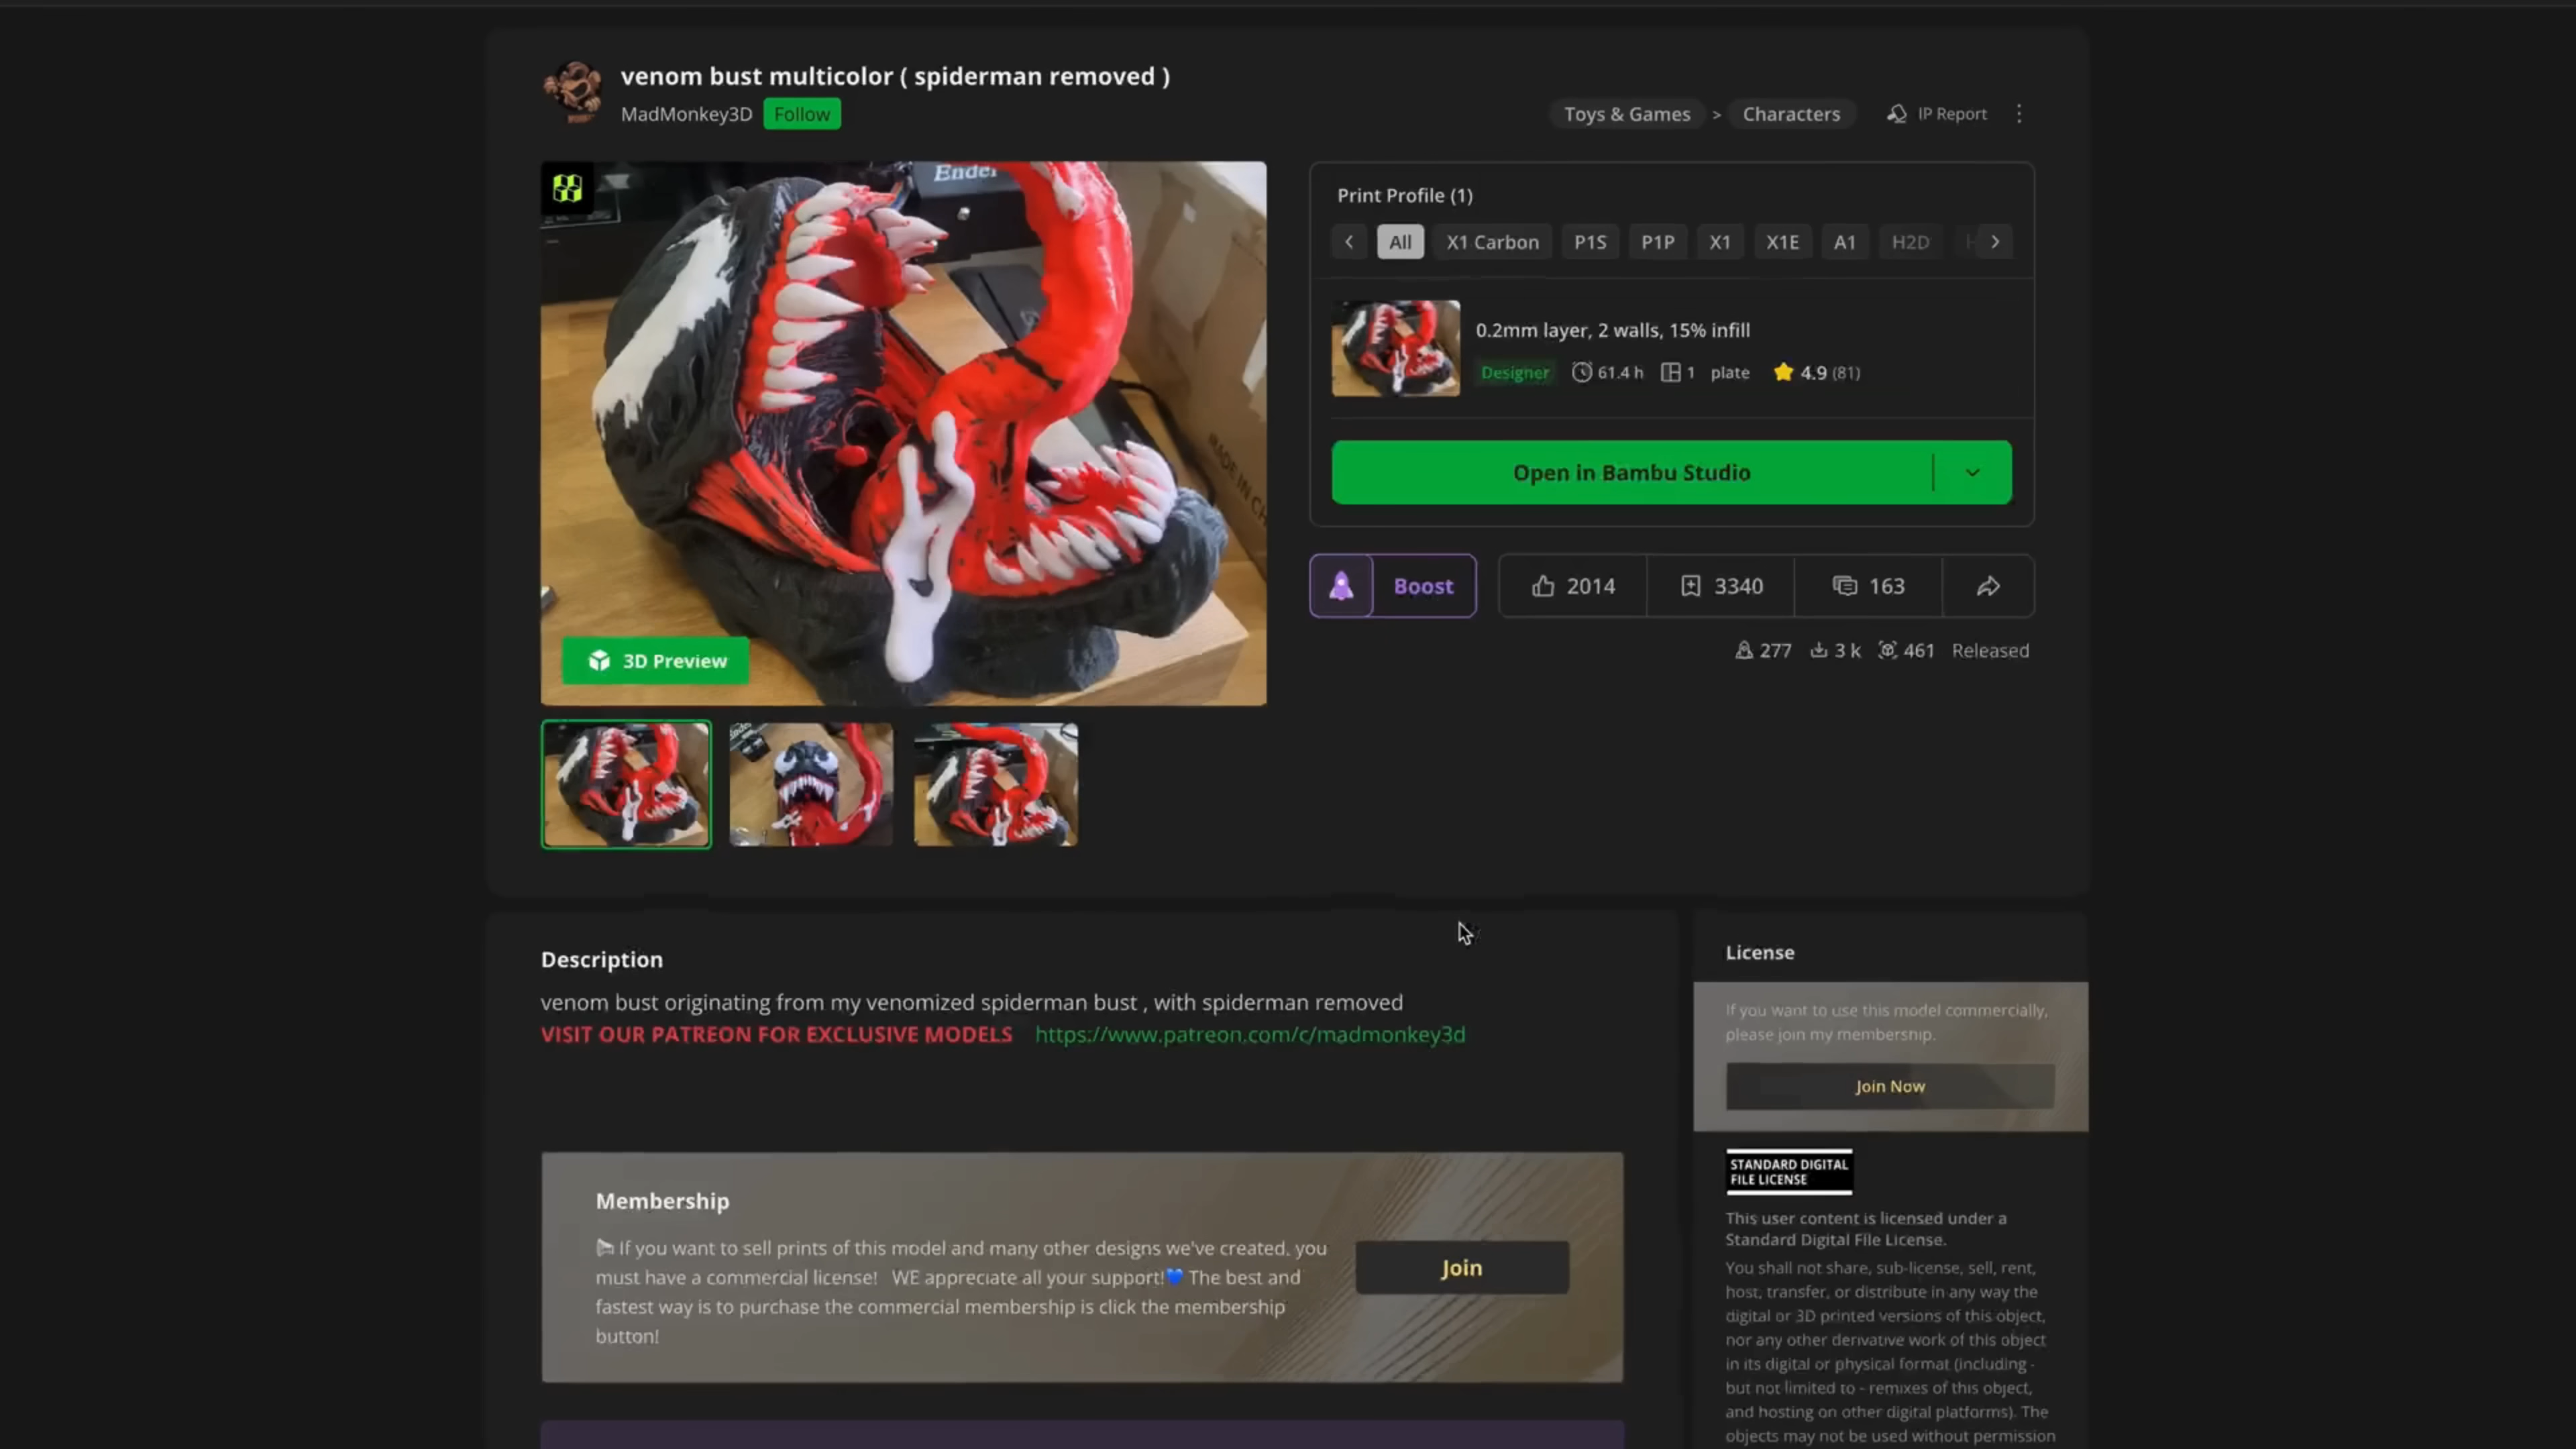 venom bust multicolor ( spiderman removed )
MadMonkey3D Follow
Toys & Games > Characters IP Report
Ender
MADE IN CH
3D Preview
Print Profile (1)
All X1 Carbon P1S P1P X1 X1E A1 H2D
0.2mm layer, 2 walls, 15% infill
Designer 61.4 h 1 plate 4.9 (81)
Open in Bambu Studio
Boost 2014 3340 163
277 3 k 461 Released
Description
venom bust originating from my venomized spiderman bust , with spiderman removed
VISIT OUR PATREON FOR EXCLUSIVE MODELS https://www.patreon.com/c/madmonkey3d
Membership
If you want to sell prints of this model and many other designs we've created, you
must have a commercial license! WE appreciate all your support!💙 The best and
fastest way is to purchase the commercial membership is click the membership
button!
Join
License
If you want to use this model commercially,
please join my membership.
Join Now
STANDARD DIGITAL
FILE LICENSE
This user content is licensed under a
Standard Digital File License.
You shall not share, sub-license, sell, rent,
host, transfer, or distribute in any way the
digital or 3D printed versions of this object,
nor any other derivative work of this object
in its digital or physical format (including -
but not limited to - remixes of this object,
and hosting on other digital platforms). The
objects may not be used without permission